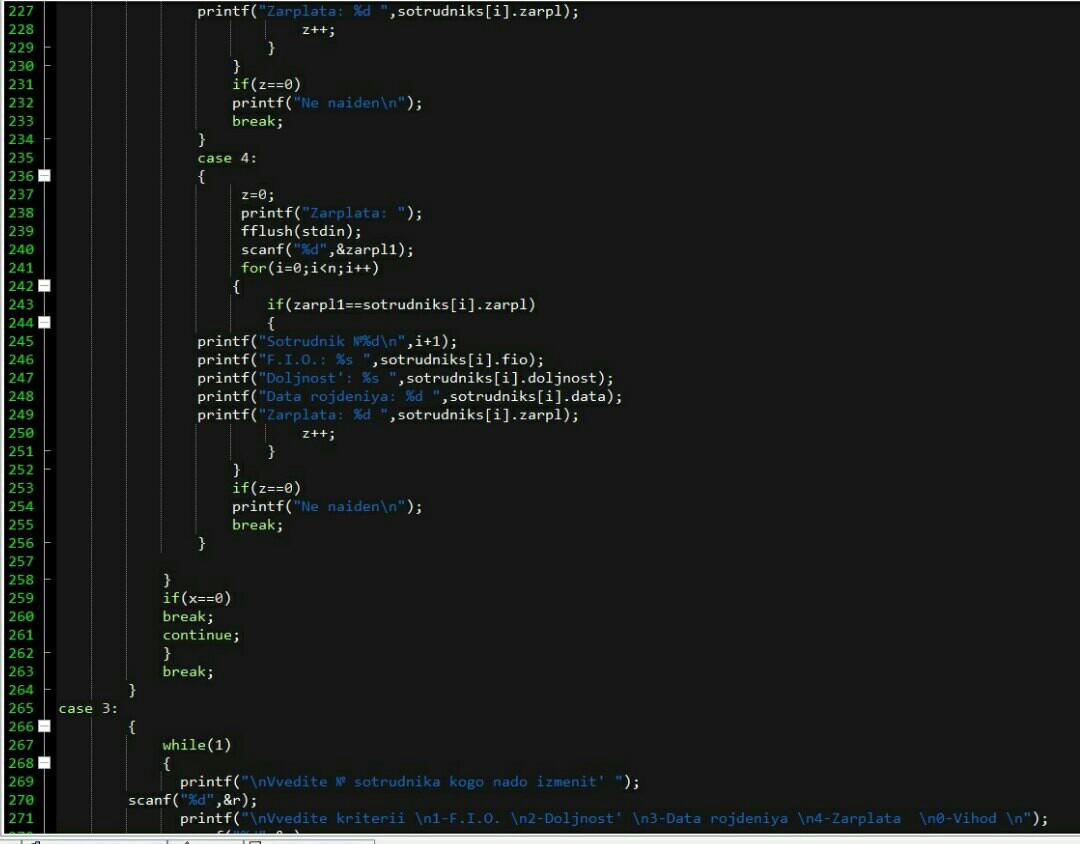 227 printf("Zarplata: %d ",sotrudniks[i].zarpl);
228 z++;
229 }
230 }
231 if(z==0)
232 printf("Ne naiden\n");
233 break;
234 }
235 case 4:
236 {
237 z=0;
238 printf("Zarplata: ");
239 fflush(stdin);
240 scanf("%d",&zarpl1);
241 for(i=0;i<n;i++)
242 {
243 if(zarpl1==sotrudniks[i].zarpl)
244 {
245 printf("Sotrudnik №%d\n",i+1);
246 printf("F.I.O.: %s ",sotrudniks[i].fio);
247 printf("Doljnost': %s ",sotrudniks[i].doljnost);
248 printf("Data rojdeniya: %d ",sotrudniks[i].data);
249 printf("Zarplata: %d ",sotrudniks[i].zarpl);
250 z++;
251 }
252 }
253 if(z==0)
254 printf("Ne naiden\n");
255 break;
256 }
257
258 }
259 if(x==0)
260 break;
261 continue;
262 }
263 break;
264 }
265 case 3:
266 {
267 while(1)
268 {
269 printf("\nVvedite № sotrudnika kogo nado izmenit' ");
270 scanf("%d",&r);
271 printf("\nVvedite kriterii \n1-F.I.O. \n2-Doljnost' \n3-Data rojdeniya \n4-Zarplata  \n0-Vihod \n");